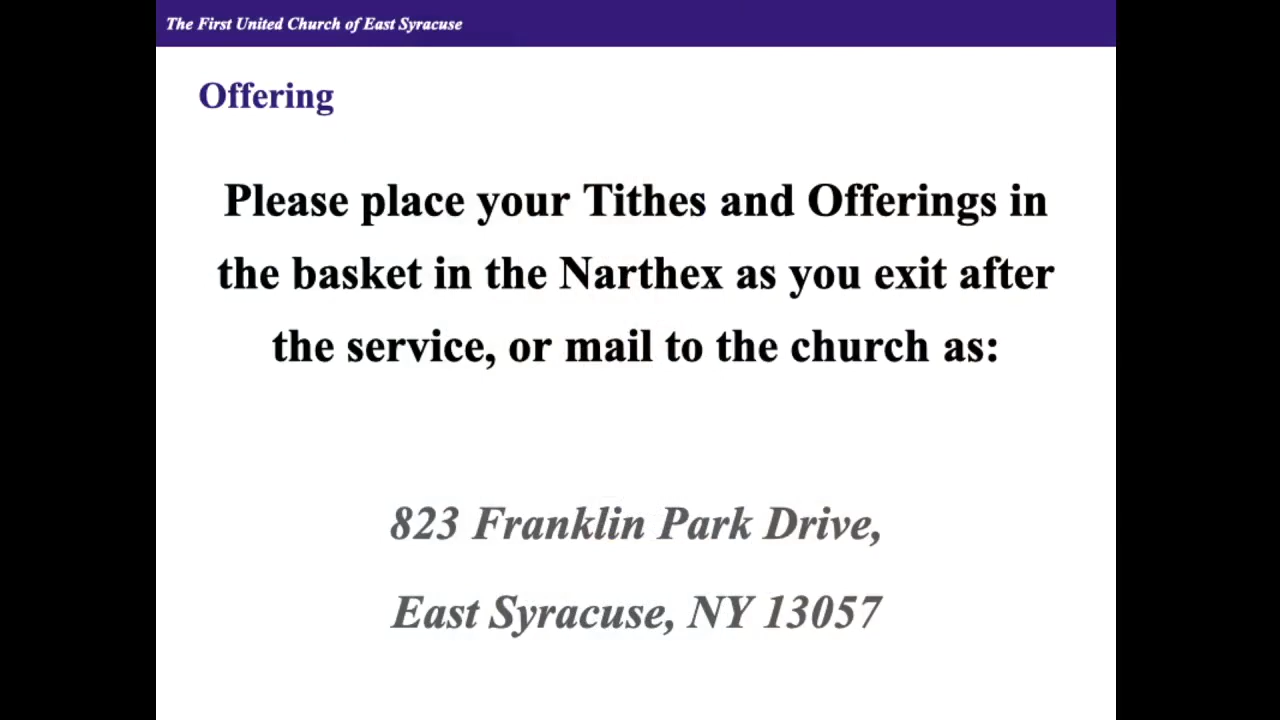 The First United Church of East Syracuse
Offering
Please place your Tithes and Offerings in
the basket in the Narthex as you exit after
the service, or mail to the church as:
823 Franklin Park Drive,
East Syracuse, NY 13057